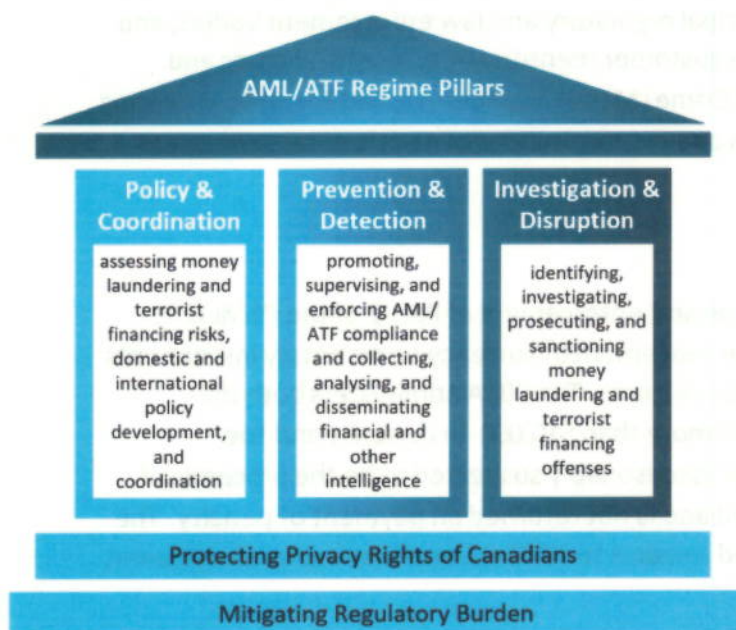 AML/ATF Regime Pillars
Policy &
Coordination
assessing money
laundering and
terrorist
financing risks,
domestic and
international
policy
development,
and
coordination
Prevention &
Detection
promoting,
supervising, and
enforcing AML/
ATF compliance
and collecting,
analysing, and
disseminating
financial and
other
intelligence
Investigation &
Disruption
identifying,
investigating,
prosecuting, and
sanctioning
money
laundering and
terrorist
financing offenses
Protecting Privacy Rights of Canadians
Mitigating Regulatory Burden